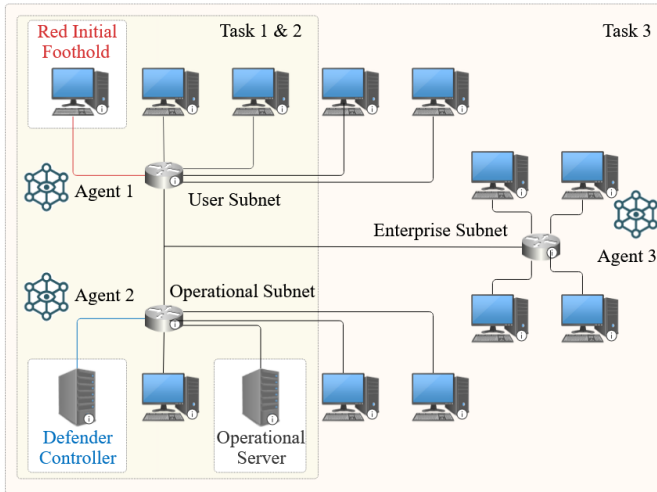 Red Initial
Foothold
Task 1 & 2
Task 3
Agent 1
User Subnet
Enterprise Subnet
Agent 3
Agent 2
Operational Subnet
Defender
Controller
Operational
Server